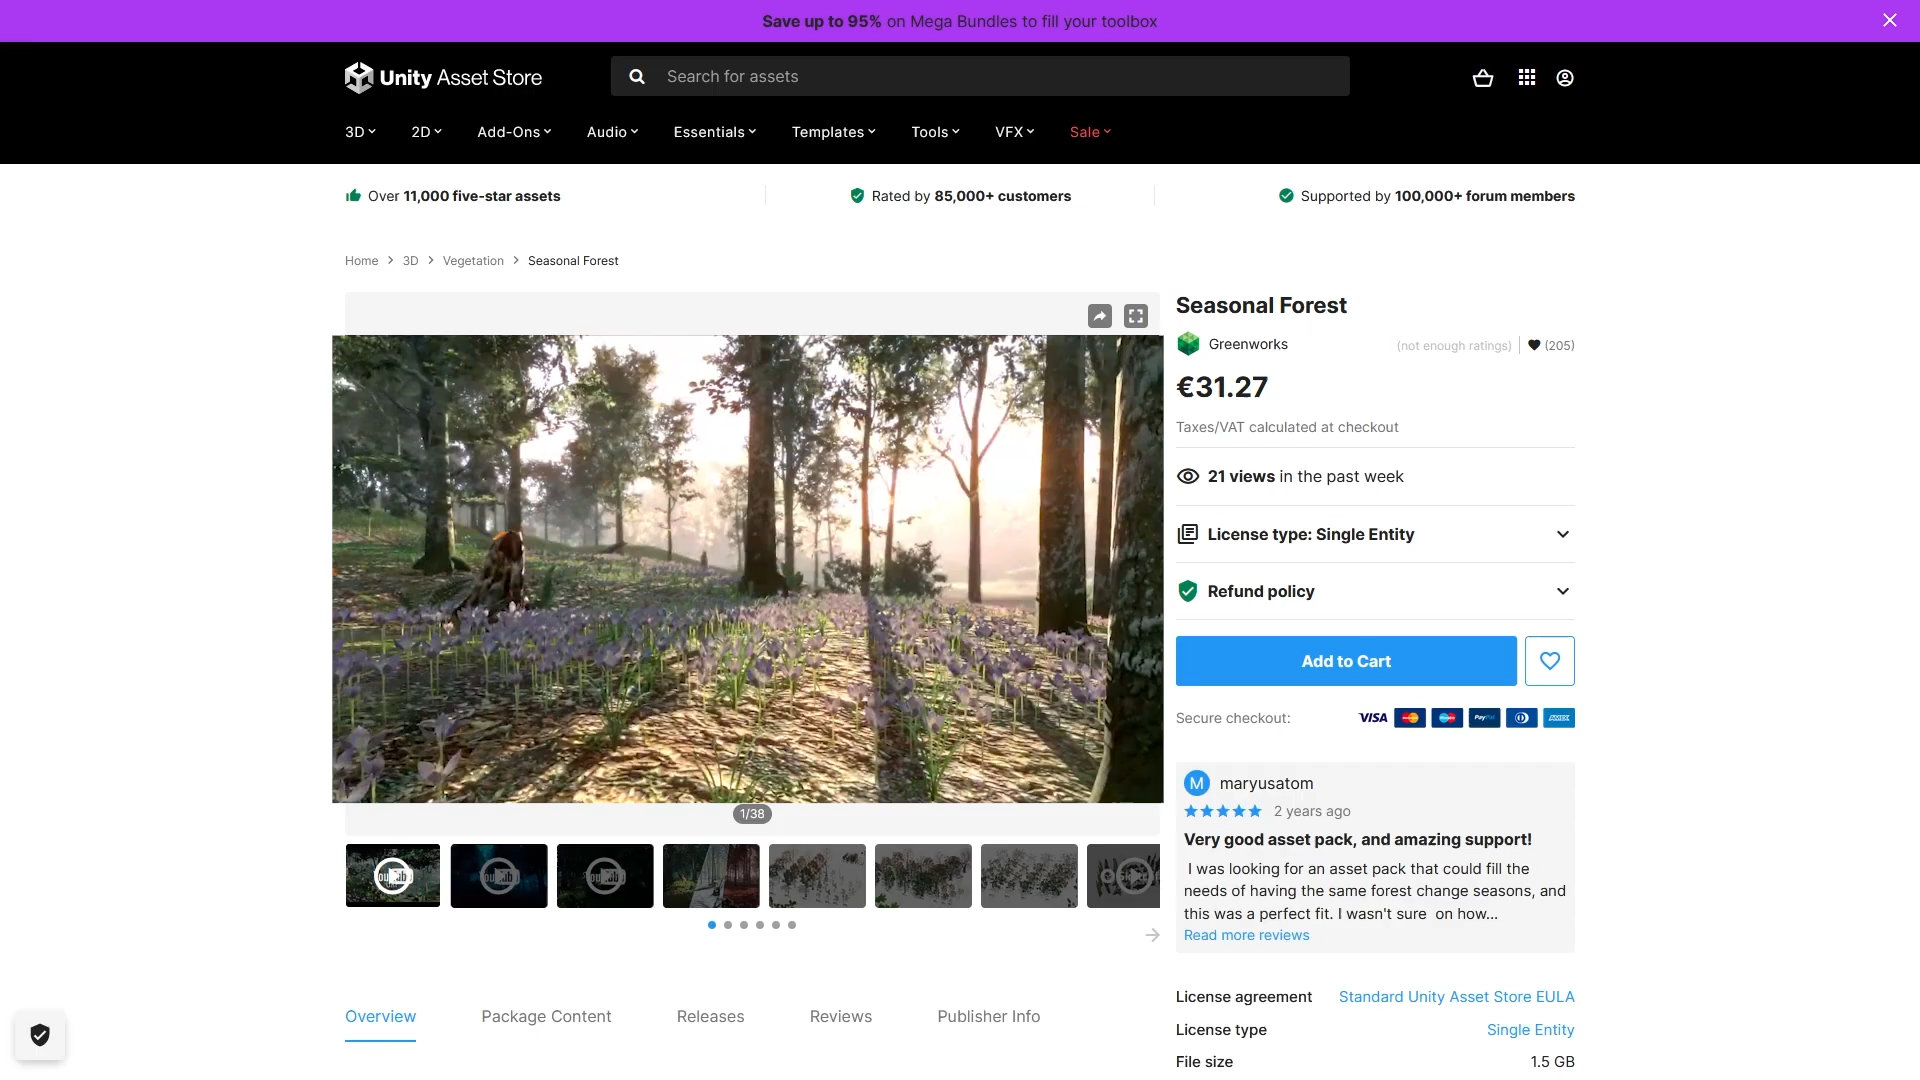 Save up to 95% on Mega Bundles to fill your toolbox
Unity Asset Store
Search for assets
3D
2D
Add-Ons
Audio
Essentials
Templates
Tools
VFX
Sale
Over 11,000 five-star assets
Rated by 85,000+ customers
Supported by 100,000+ forum members
Home
3D
Vegetation
Seasonal Forest
Seasonal Forest
Greenworks
(not enough ratings)
(205)
€31.27
Taxes/VAT calculated at checkout
21 views in the past week
License type: Single Entity
Refund policy
Add to Cart
Secure checkout:
VISA
PayPal
AMEX
1/38
M
maryusatom
2 years ago
Very good asset pack, and amazing support!
I was looking for an asset pack that could fill the
needs of having the same forest change seasons, and
this was a perfect fit. I wasn't sure on how...
Read more reviews
Overview
Package Content
Releases
Reviews
Publisher Info
License agreement
Standard Unity Asset Store EULA
License type
Single Entity
File size
1.5 GB